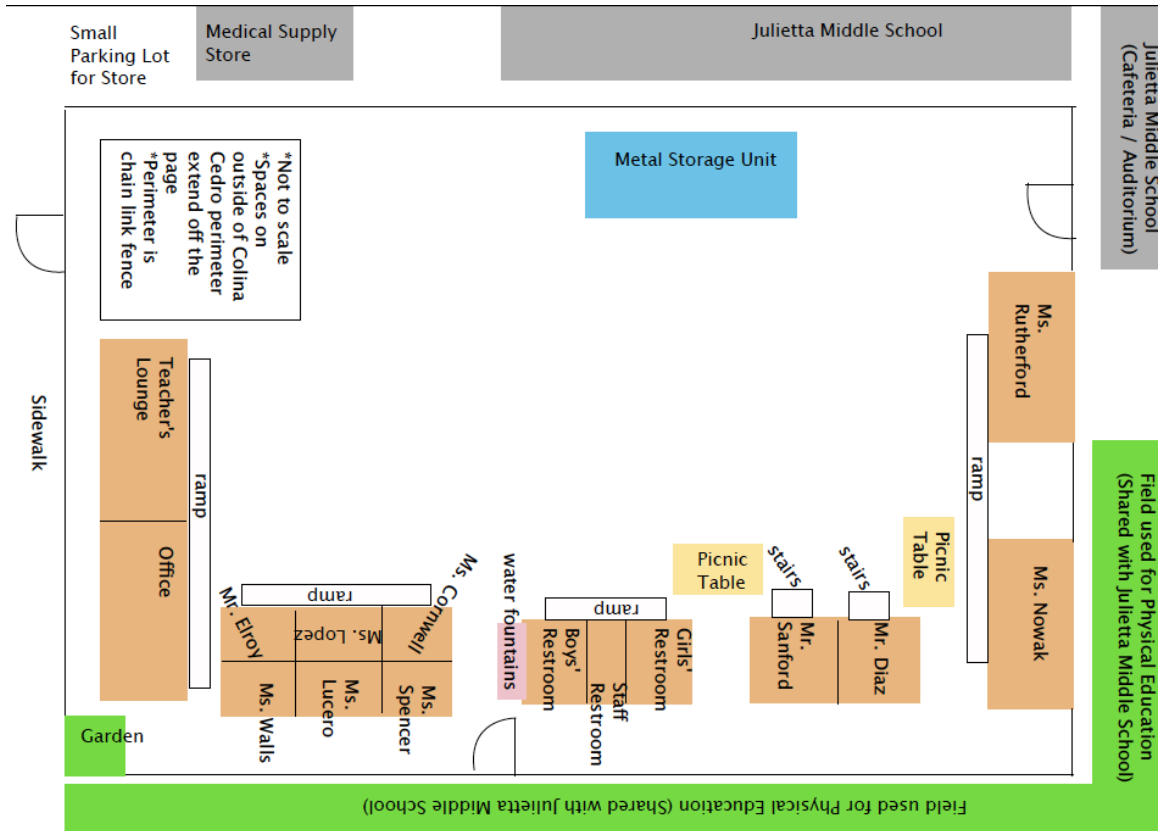 Small
Parking Lot
for Store
Medical Supply
Store
Julietta Middle School
Julietta Middle School
(Cafeteria / Auditorium)
*Not to scale
*Spaces on
outside of Colina
Cedro perimeter
extend off the
page
*Perimeter is
chain link fence
Metal Storage Unit
Ms.
Rutherford
Sidewalk
Teacher's
Lounge
ramp
Office
ramp
Mr. Elroy
Ms. Lopez
Ms. Cornwell
Ms. Walls
Ms.
Lucero
Ms.
Spencer
water fountains
ramp
Boys'
Restroom
Staff
Restroom
Girls'
Restroom
Picnic
Table
stairs
stairs
Mr.
Sanford
Mr. Diaz
Picnic
Table
ramp
Ms. Nowak
Field used for Physical Education
(Shared with Julietta Middle School)
Garden
Field used for Physical Education (Shared with Julietta Middle School)